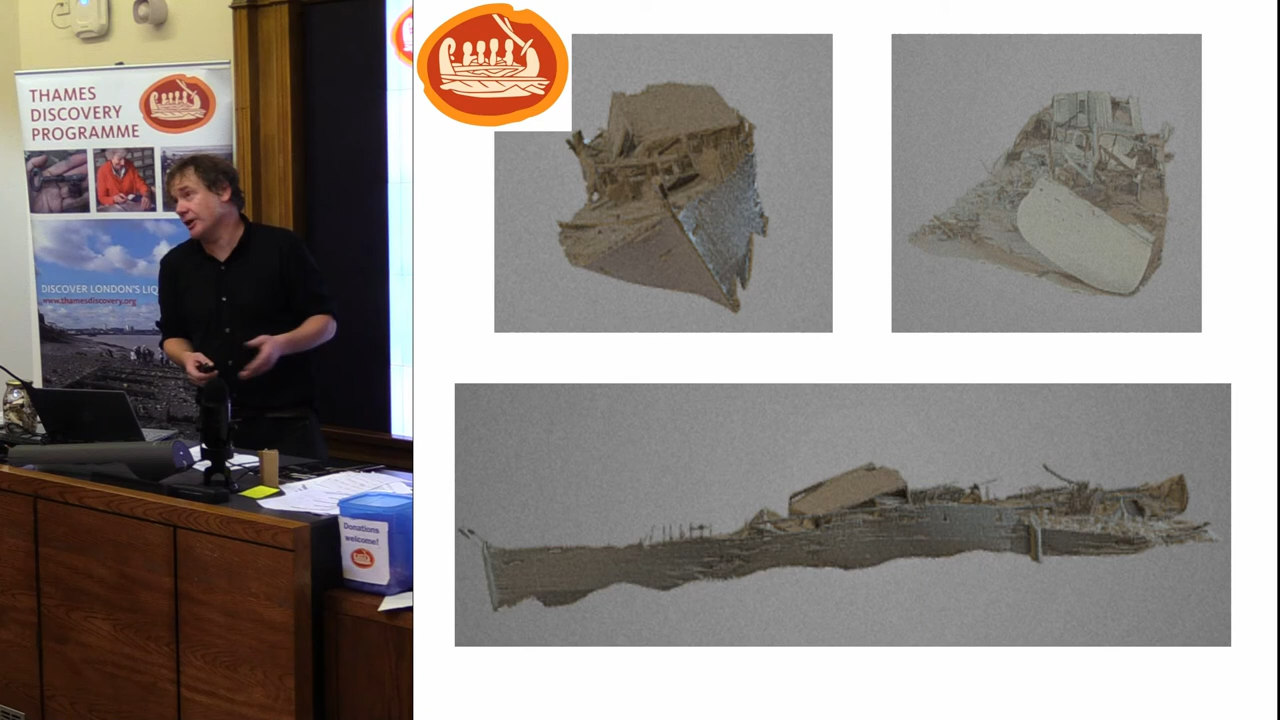 THAMES
DISCOVERY
PROGRAMME
DISCOVER LONDON'S LIQ
www.thamesdiscovery.org
Donations
welcome!